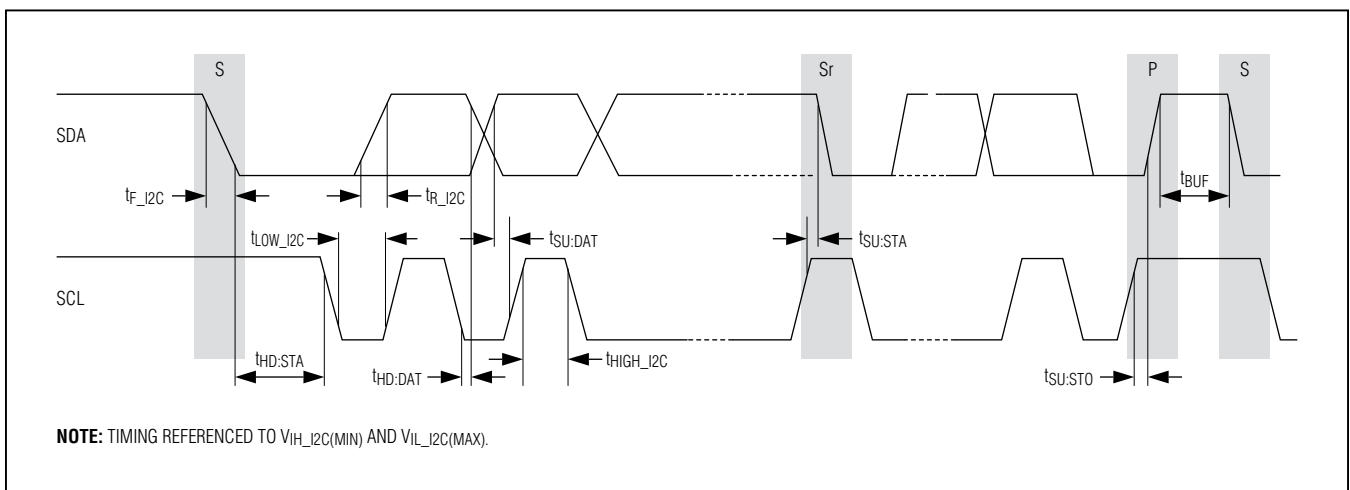 S
Sr
P
S
SDA
tF_I2C
tR_I2C
tBUF
tLOW_I2C
tSU:DAT
tSU:STA
SCL
tHD:STA
tHD:DAT
tHIGH_I2C
tSU:STO
NOTE: TIMING REFERENCED TO VIH_I2C(MIN) AND VIL_I2C(MAX).